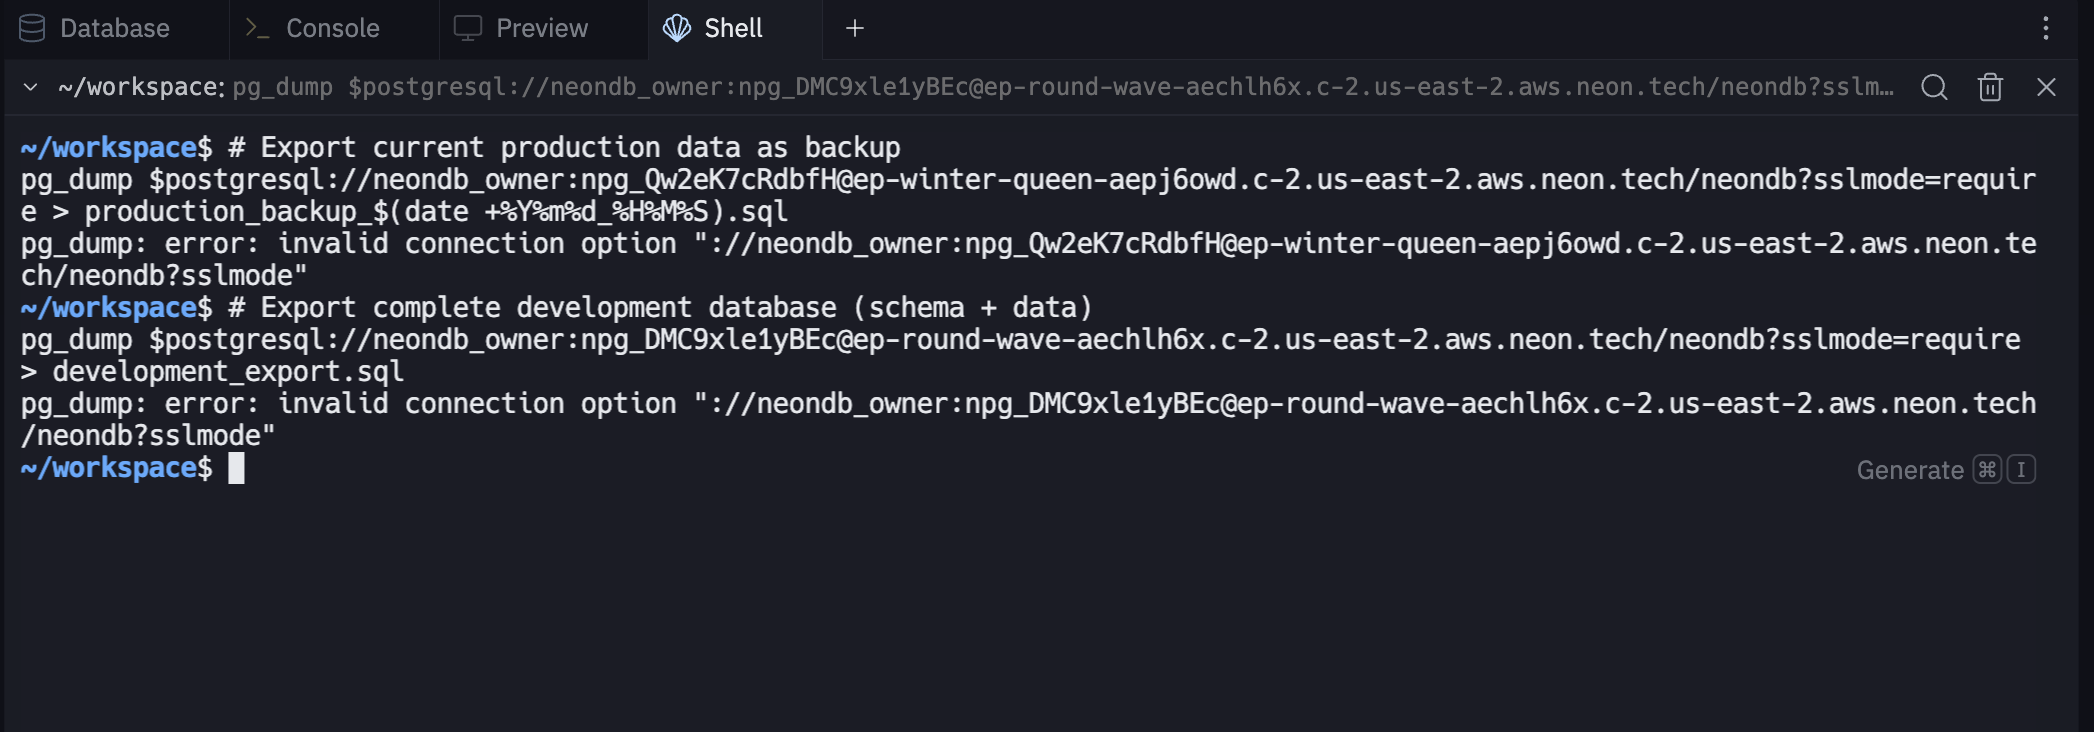 Database
Console
Preview
Shell
+
~/workspace: pg_dump $postgresql://neondb_owner:npg_DMC9xle1yBEc@ep-round-wave-aechlh6x.c-2.us-east-2.aws.neon.tech/neondb?sslm…
~/workspace$ # Export current production data as backup
pg_dump $postgresql://neondb_owner:npg_Qw2eK7cRdbfH@ep-winter-queen-aepj6owd.c-2.us-east-2.aws.neon.tech/neondb?sslmode=requir
e > production_backup_$(date +%Y%m%d_%H%M%S).sql
pg_dump: error: invalid connection option "://neondb_owner:npg_Qw2eK7cRdbfH@ep-winter-queen-aepj6owd.c-2.us-east-2.aws.neon.te
ch/neondb?sslmode"
~/workspace$ # Export complete development database (schema + data)
pg_dump $postgresql://neondb_owner:npg_DMC9xle1yBEc@ep-round-wave-aechlh6x.c-2.us-east-2.aws.neon.tech/neondb?sslmode=require
> development_export.sql
pg_dump: error: invalid connection option "://neondb_owner:npg_DMC9xle1yBEc@ep-round-wave-aechlh6x.c-2.us-east-2.aws.neon.tech
/neondb?sslmode"
~/workspace$
Generate ⌘ I